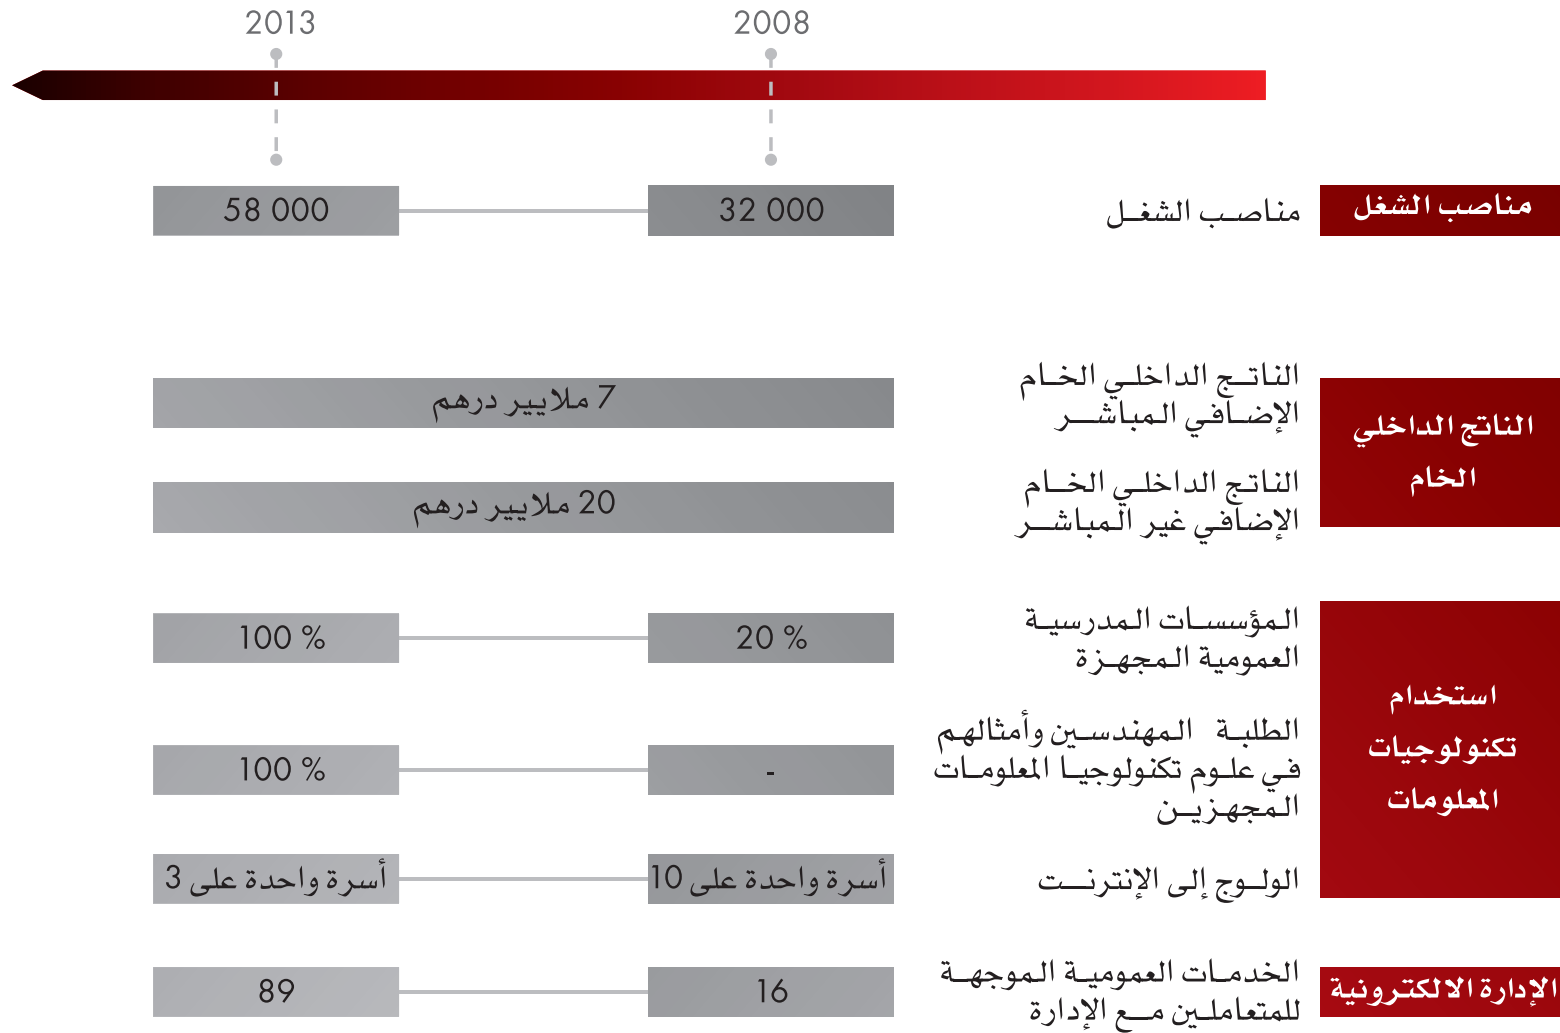 2008
2013
مناصب الشغل
مناصب الشغل
32 000
58 000
الناتج الداخلي
الخام
الناتج الداخلي الخام
الإضافي المباشر
7 ملايير درهم
الناتج الداخلي الخام
الإضافي غير المباشر
20 ملايير درهم
استخدام
تكنولوجيات
المعلومات
المؤسسات المدرسية
العمومية المجهزة
20 %
100 %
الطلبة المهندسين وأمثالهم
في علوم تكنولوجيا المعلومات
المجهزين
-
100 %
الولوج إلى الإنترنت
أسرة واحدة على 10
أسرة واحدة على 3
الإدارة الالكترونية
الخدمات العمومية الموجهة
للمتعاملين مع الإدارة
16
89